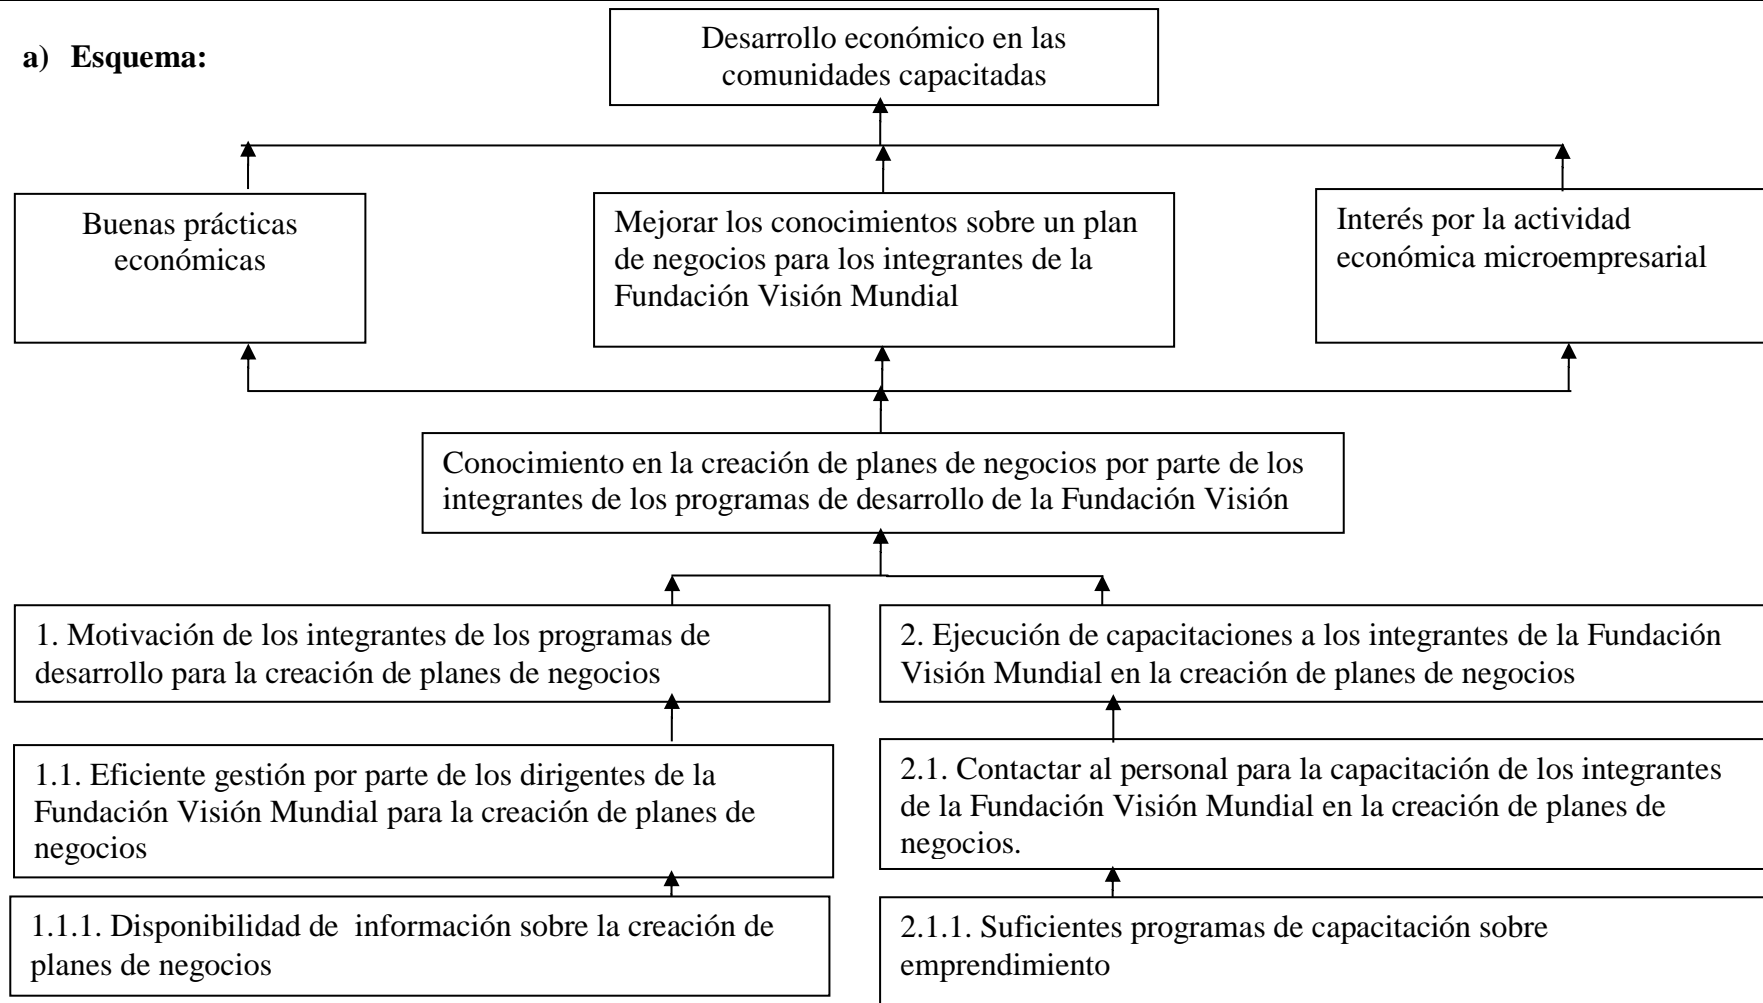 a) Esquema:
Desarrollo económico en las
comunidades capacitadas
Buenas prácticas
económicas
Mejorar los conocimientos sobre un plan
de negocios para los integrantes de la
Fundación Visión Mundial
Interés por la actividad
económica microempresarial
Conocimiento en la creación de planes de negocios por parte de los
integrantes de los programas de desarrollo de la Fundación Visión
1. Motivación de los integrantes de los programas de
desarrollo para la creación de planes de negocios
2. Ejecución de capacitaciones a los integrantes de la Fundación
Visión Mundial en la creación de planes de negocios
1.1. Eficiente gestión por parte de los dirigentes de la
Fundación Visión Mundial para la creación de planes de
negocios
2.1. Contactar al personal para la capacitación de los integrantes
de la Fundación Visión Mundial en la creación de planes de
negocios.
1.1.1. Disponibilidad de información sobre la creación de
planes de negocios
2.1.1. Suficientes programas de capacitación sobre
emprendimiento